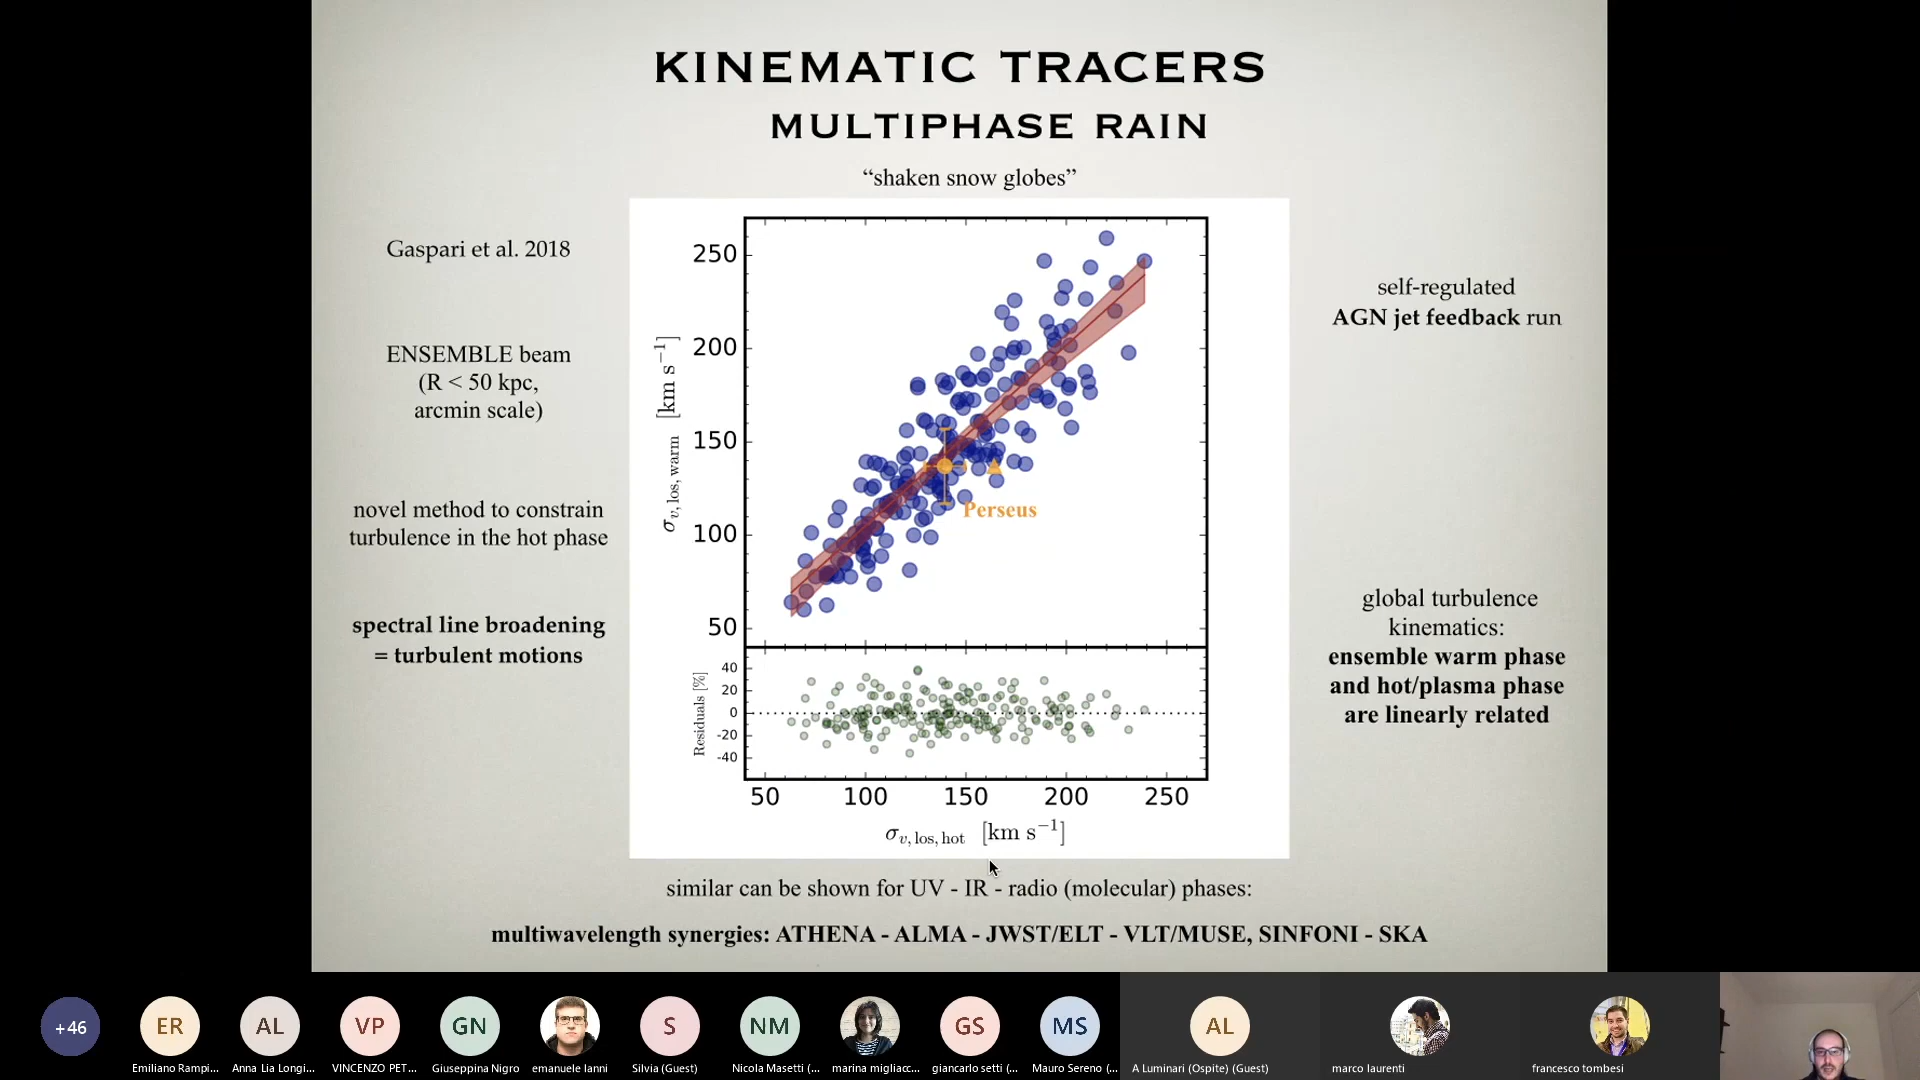 KINEMATIC TRACERS
MULTIPHASE RAIN
“shaken snow globes”
Gaspari et al. 2018
ENSEMBLE beam
(R < 50 kpc,
arcmin scale)
novel method to constrain
turbulence in the hot phase
spectral line broadening
= turbulent motions
σv, los, warm [km s−1]
250
200
150
100
50
Perseus
Residuals [%]
40
20
0
-20
-40
50 100 150 200 250
σv, los, hot [km s−1]
self-regulated
AGN jet feedback run
global turbulence
kinematics:
ensemble warm phase
and hot/plasma phase
are linearly related
similar can be shown for UV - IR - radio (molecular) phases:
multiwavelength synergies: ATHENA - ALMA - JWST/ELT - VLT/MUSE, SINFONI - SKA
+46 ER AL VP GN S NM GS MS AL
Emiliano Rampi... Anna Lia Longi... VINCENZO PET... Giuseppina Nigro emanuele Ianni Silvia (Guest) Nicola Masetti (... marina migliacc... giancarlo setti (... Mauro Sereno (... A Luminari (Ospite) (Guest) marco laurenti francesco tombesi